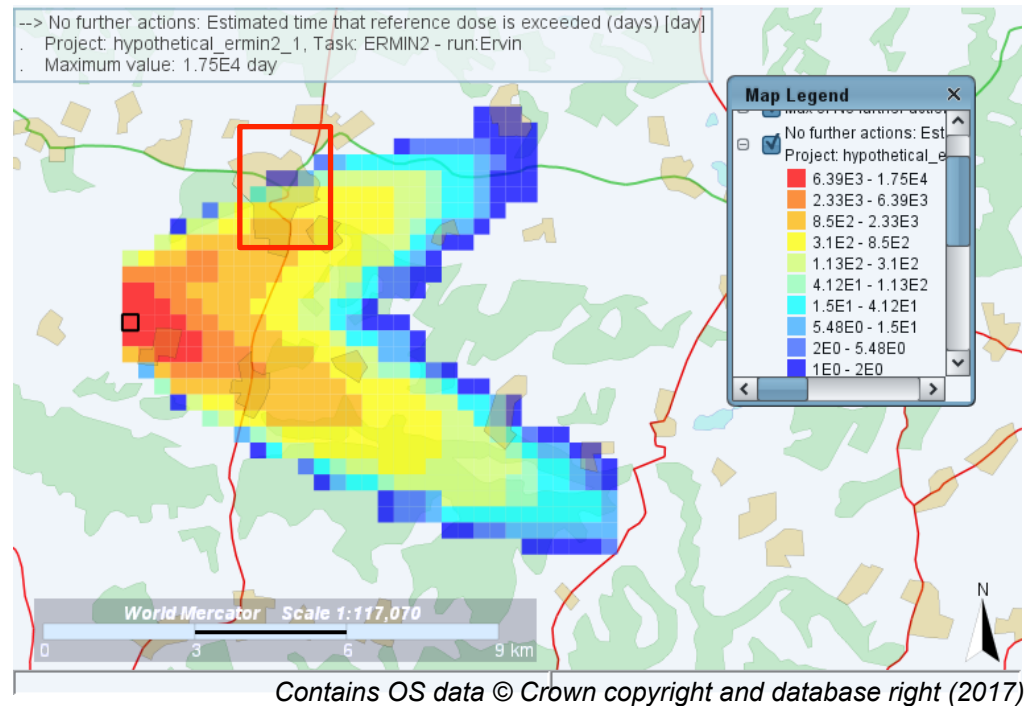 --> No further actions: Estimated time that reference dose is exceeded (days) [day]
. Project: hypothetical_ermin2_1, Task: ERMIN2 - run:Ervin
. Maximum value: 1.75E4 day
Map Legend
No further actions: Est
Project: hypothetical_e
6.39E3 - 1.75E4
2.33E3 - 6.39E3
8.5E2 - 2.33E3
3.1E2 - 8.5E2
1.13E2 - 3.1E2
4.12E1 - 1.13E2
1.5E1 - 4.12E1
5.48E0 - 1.5E1
2E0 - 5.48E0
1E0 - 2E0
World Mercator Scale 1:117,070
0 3 6 9 km
N
Contains OS data © Crown copyright and database right (2017)